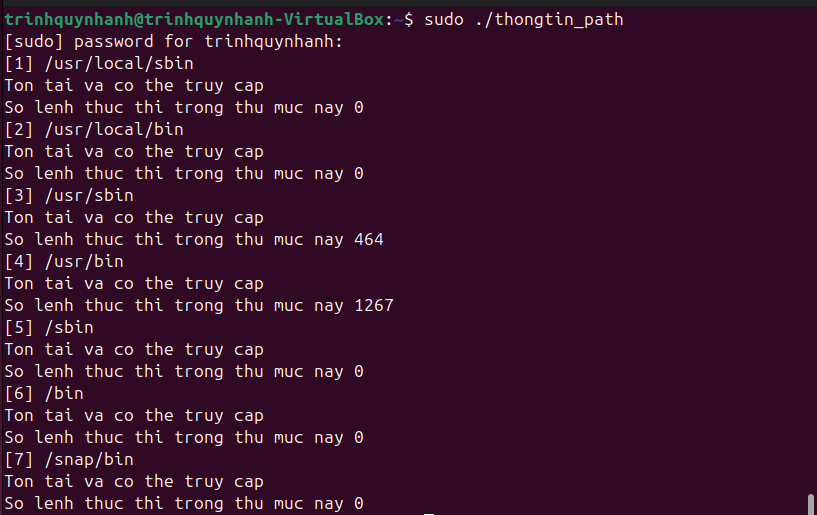 trinhquynhanh@trinhquynhanh-VirtualBox:~$ sudo ./thongtin_path
[sudo] password for trinhquynhanh:
[1] /usr/local/sbin
Ton tai va co the truy cap
So lenh thuc thi trong thu muc nay 0
[2] /usr/local/bin
Ton tai va co the truy cap
So lenh thuc thi trong thu muc nay 0
[3] /usr/sbin
Ton tai va co the truy cap
So lenh thuc thi trong thu muc nay 464
[4] /usr/bin
Ton tai va co the truy cap
So lenh thuc thi trong thu muc nay 1267
[5] /sbin
Ton tai va co the truy cap
So lenh thuc thi trong thu muc nay 0
[6] /bin
Ton tai va co the truy cap
So lenh thuc thi trong thu muc nay 0
[7] /snap/bin
Ton tai va co the truy cap
So lenh thuc thi trong thu muc nay 0